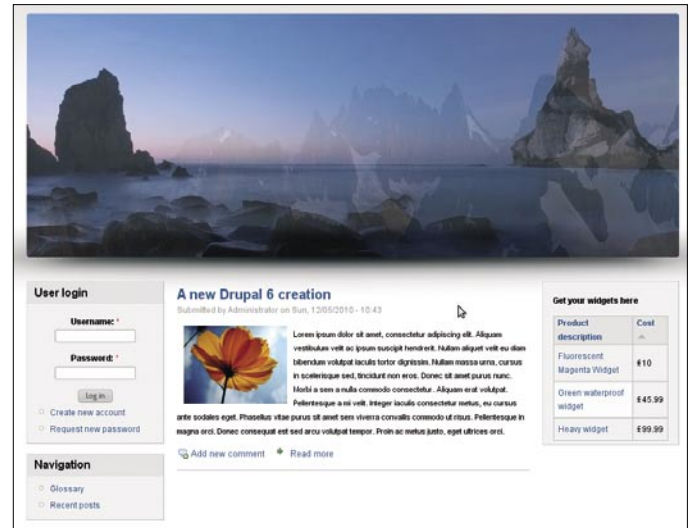 User login
Username: *
Password: *
Log in
Create new account
Request new password
Navigation
Glossary
Recent posts
A new Drupal 6 creation
Submitted by Administrator on Sun, 12/05/2010 - 10:43
Lorem ipsum dolor sit amet, consectetur adipiscing elit. Aliquam
vestibulum velit ac ipsum suscipit hendrerit. Nullam aliquet velit eu diam
bibendum volutpat iaculis tortor dignissim. Nullam massa urna, cursus
in scelerisque sed, tincidunt non eros. Donec sit amet purus nunc.
Morbi a sem a nulla commodo consectetur. Aliquam erat volutpat.
Pellentesque a mi velit. Integer iaculis consectetur metus, eu cursus
ante sodales eget. Phasellus vitae purus sit amet sem viverra convallis commodo ut risus. Pellentesque in
magna orci. Donec consequat est sed arcu volutpat tempor. Proin ac metus justo, eget ultrices orci.
Add new comment Read more
Get your widgets here
Product description Cost
Fluorescent Magenta Widget £10
Green waterproof widget £45.99
Heavy widget £99.99